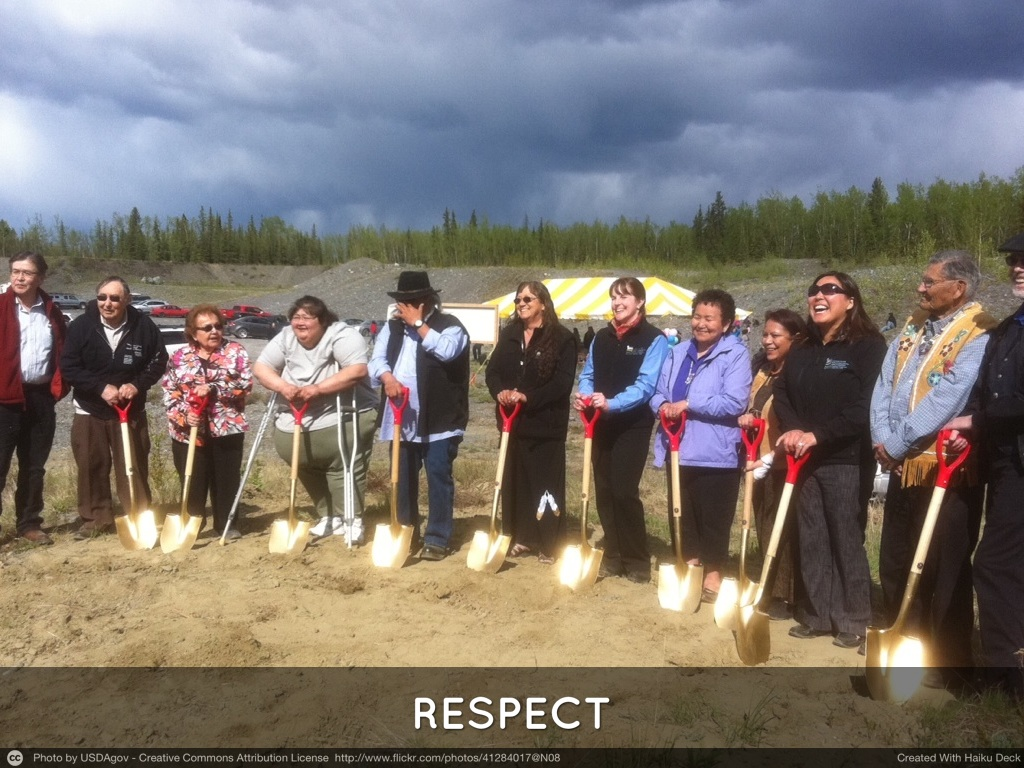 RESPECT
Photo by USDAgov - Creative Commons Attribution License http://www.flickr.com/photos/41284017@N08
Created With Haiku Deck